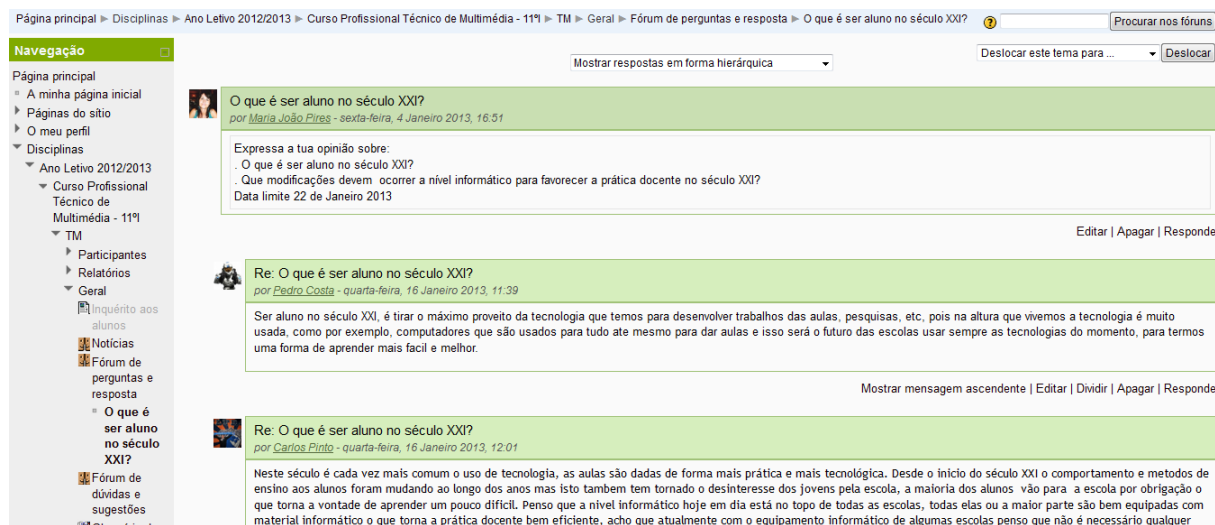 Página principal ► Disciplinas ► Ano Letivo 2012/2013 ► Curso Profissional Técnico de Multimédia - 11ºI ► TM ► Geral ► Fórum de perguntas e resposta ► O que é ser aluno no século XXI?
Procurar nos fóruns
Navegação
Página principal
A minha página inicial
Páginas do sítio
O meu perfil
Disciplinas
Ano Letivo 2012/2013
Curso Profissional
Técnico de
Multimédia - 11ºI
TM
Participantes
Relatórios
Geral
Inquérito aos
alunos
Notícias
Fórum de
perguntas e
resposta
O que é
ser aluno
no século
XXI?
Fórum de
dúvidas e
sugestões
Mostrar respostas em forma hierárquica
Deslocar este tema para ...
Deslocar
O que é ser aluno no século XXI?
por Maria João Pires - sexta-feira, 4 Janeiro 2013, 16:51
Expressa a tua opinião sobre:
. O que é ser aluno no século XXI?
. Que modificações devem ocorrer a nível informático para favorecer a prática docente no século XXI?
Data limite 22 de Janeiro 2013
Editar | Apagar | Responde
Re: O que é ser aluno no século XXI?
por Pedro Costa - quarta-feira, 16 Janeiro 2013, 11:39
Ser aluno no século XXI, é tirar o máximo proveito da tecnologia que temos para desenvolver trabalhos das aulas, pesquisas, etc, pois na altura que vivemos a tecnologia é muito
usada, como por exemplo, computadores que são usados para tudo ate mesmo para dar aulas e isso será o futuro das escolas usar sempre as tecnologias do momento, para termos
uma forma de aprender mais facil e melhor.
Mostrar mensagem ascendente | Editar | Dividir | Apagar | Responde
Re: O que é ser aluno no século XXI?
por Carlos Pinto - quarta-feira, 16 Janeiro 2013, 12:01
Neste século é cada vez mais comum o uso de tecnologia, as aulas são dadas de forma mais prática e mais tecnológica. Desde o inicio do século XXI o comportamento e metodos de
ensino aos alunos foram mudando ao longo dos anos mas isto tambem tem tornado o desinteresse dos jovens pela escola, a maioria dos alunos vão para a escola por obrigação o
que torna a vontade de aprender um pouco dificil. Penso que a nivel informático hoje em dia está no topo de todas as escolas, todas elas ou a maior parte são bem equipadas com
material informático o que torna a prática docente bem eficiente, acho que atualmente com o equipamento informático de algumas escolas penso que não é necessário qualquer